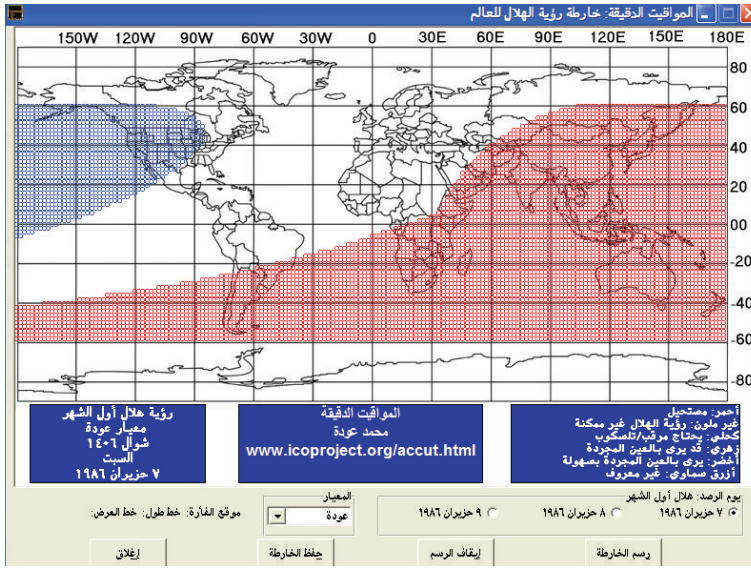 المواقيت الدقيقة: خارطة رؤية الهلال للعالم
150W 120W 90W 60W 30W 0 30E 60E 90E 120E 150E 180E
80
60
40
20
00
-20
-40
-60
-80
أحمر: مستحيل
غير ملون: رؤية الهلال غير ممكنة
كحلي: يحتاج مرقب/تلسكوب
زهري: قد يرى بالعين المجردة
أخضر: يرى بالعين المجردة بسهولة
أزرق سماوي: غير معروف
المواقيت الدقيقة
محمد عودة
www.icoproject.org/accut.html
رؤية هلال أول الشهر
معيار عودة
شوال ١٤٠٦
السبت
٧ حزيران ١٩٨٦
يوم الرصد: هلال أول الشهر
٧ حزيران ١٩٨٦
٨ حزيران ١٩٨٦
٩ حزيران ١٩٨٦
المعيار
عودة
موقع الفأرة: خط طول: خط العرض:
رسم الخارطة
إيقاف الرسم
حفظ الخارطة
إغلاق